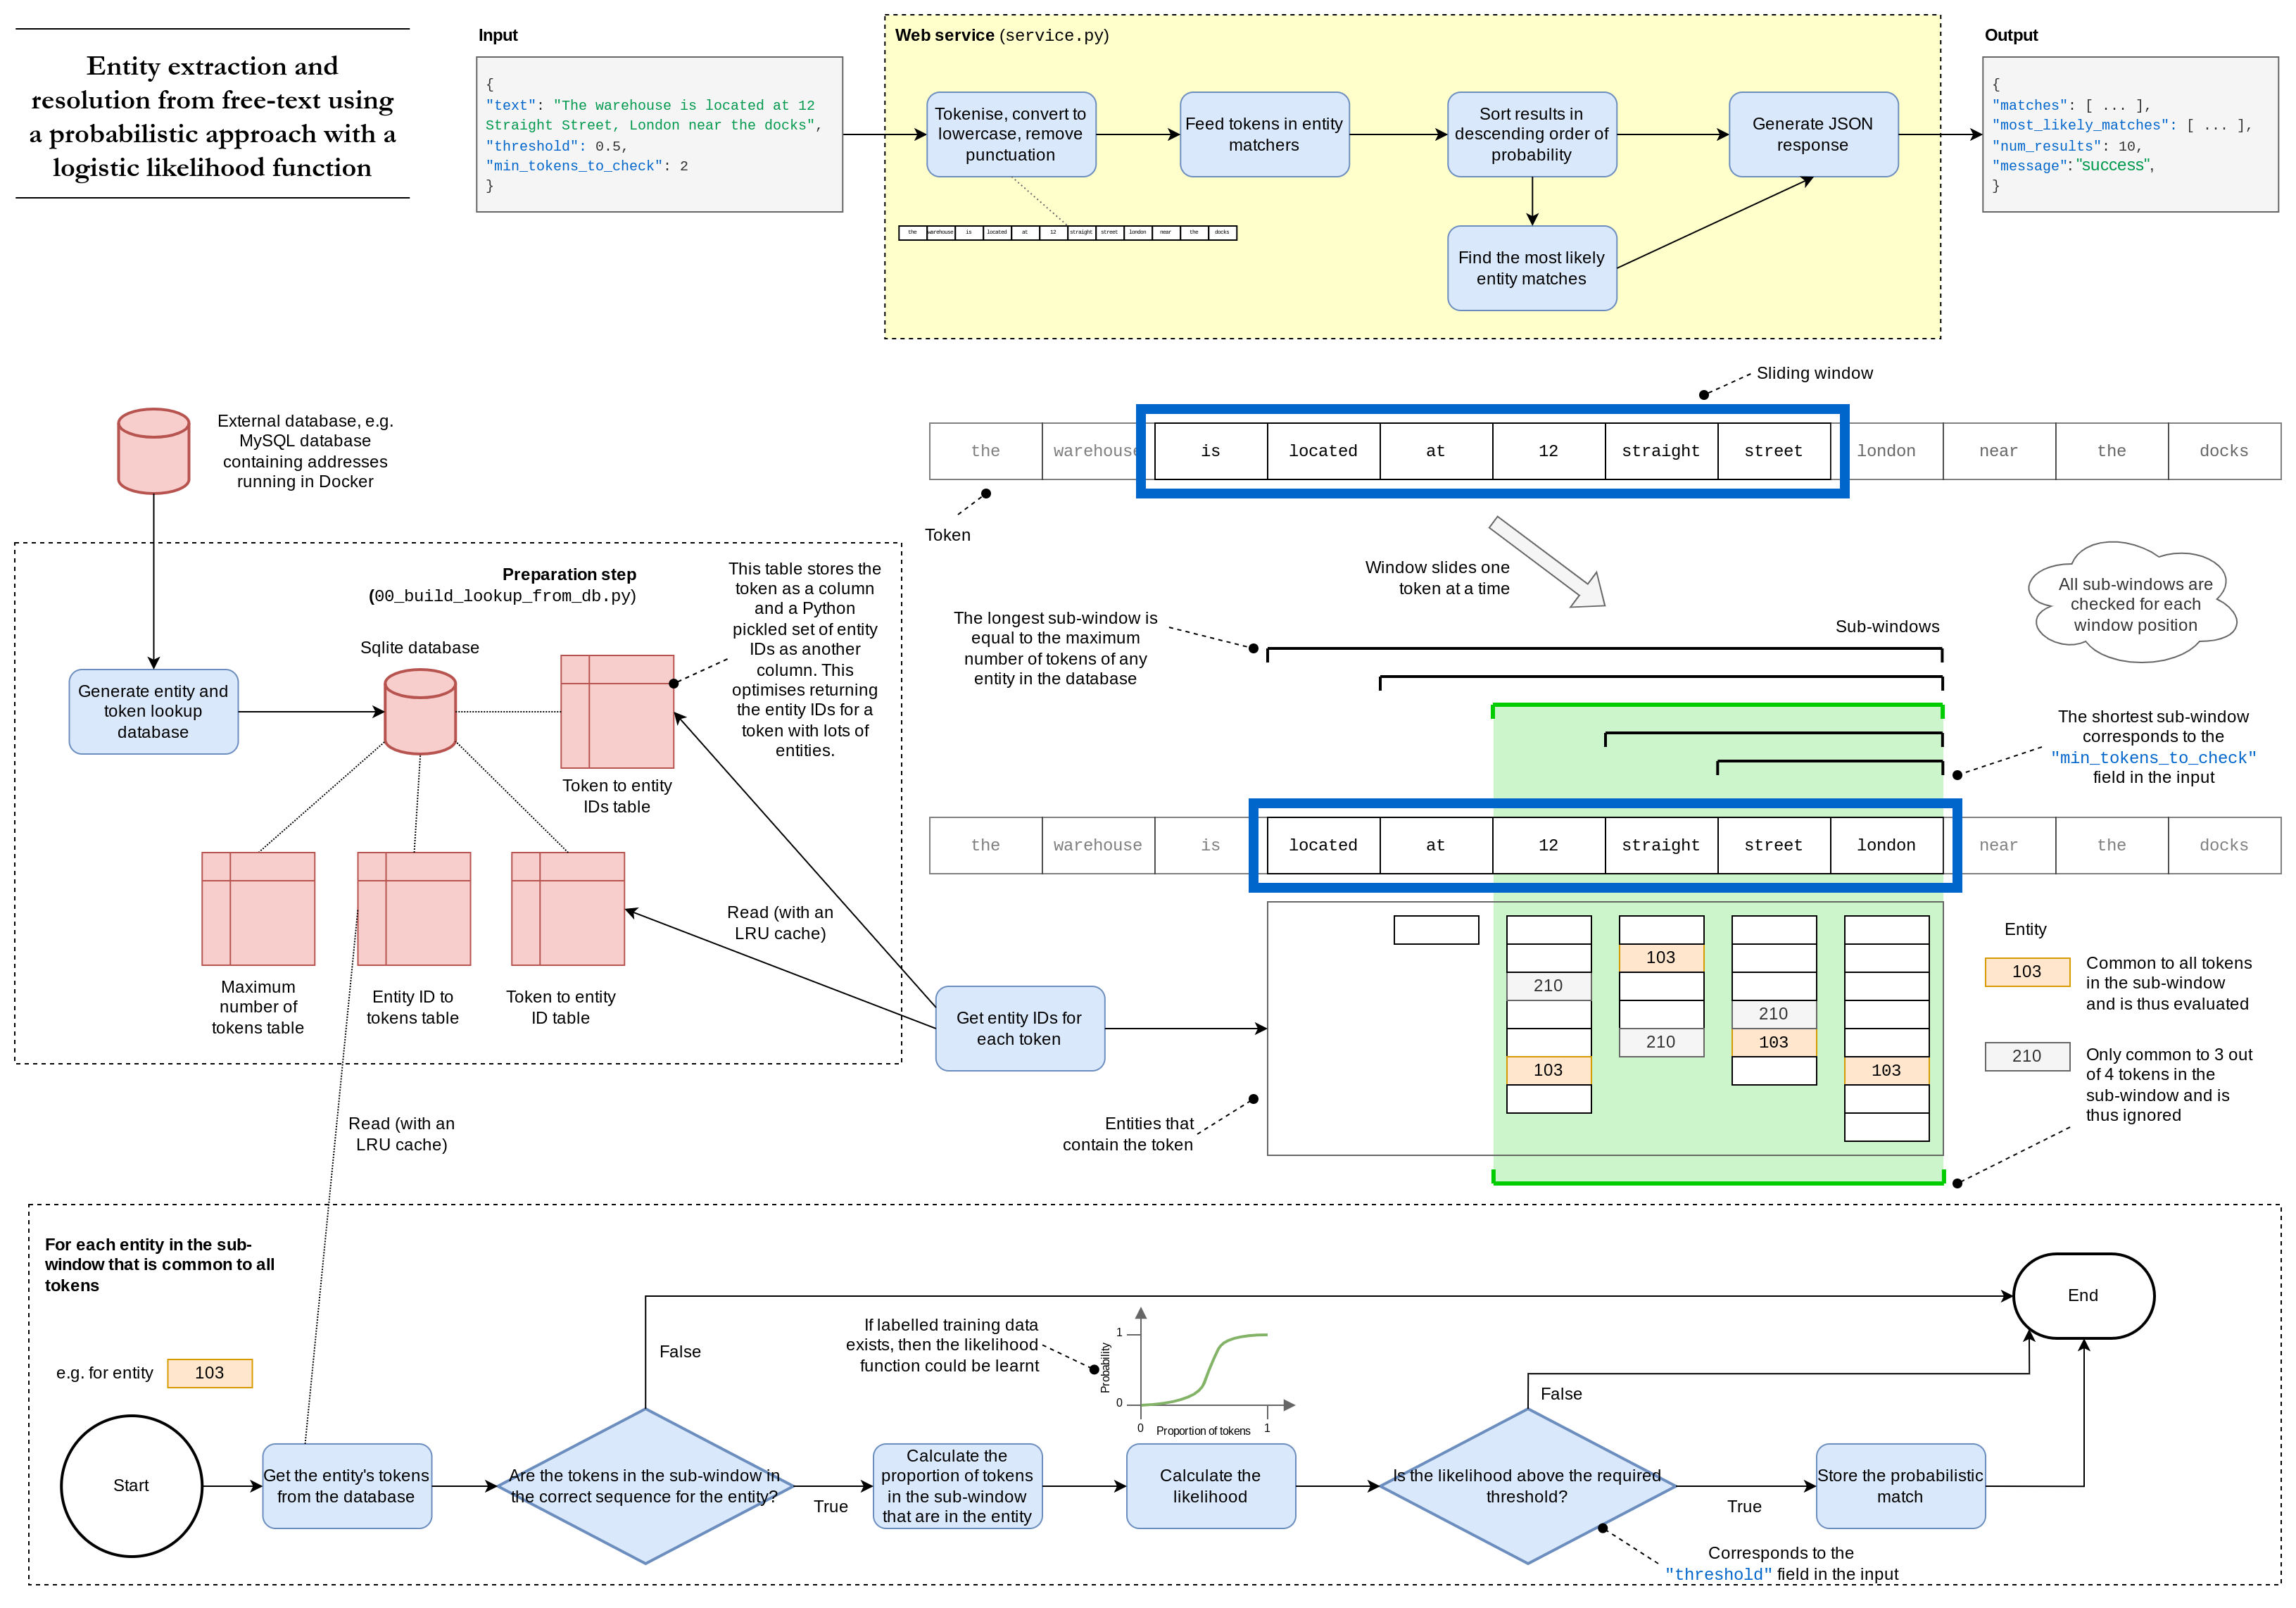 Entity extraction and
resolution from free-text using
a probabilistic approach with a
logistic likelihood function
Input
{
"text": "The warehouse is located at 12
Straight Street, London near the docks",
"threshold": 0.5,
"min_tokens_to_check": 2
}
Web service (service.py)
Tokenise, convert to
lowercase, remove
punctuation
Feed tokens in entity
matchers
Sort results in
descending order of
probability
Generate JSON
response
the warehouse is located at 12 straight street london near the docks
Find the most likely
entity matches
Output
{
"matches": [ ... ],
"most_likely_matches": [ ... ],
"num_results": 10,
"message":"success",
}
External database, e.g.
MySQL database
containing addresses
running in Docker
Sliding window
the warehouse is located at 12 straight street london near the docks
Token
Window slides one
token at a time
All sub-windows are
checked for each
window position
The longest sub-window is
equal to the maximum
number of tokens of any
entity in the database
Sub-windows
The shortest sub-window
corresponds to the
"min_tokens_to_check"
field in the input
the warehouse is located at 12 straight street london near the docks
Preparation step
(00_build_lookup_from_db.py)
This table stores the
token as a column
and a Python
pickled set of entity
IDs as another
column. This
optimises returning
the entity IDs for a
token with lots of
entities.
Sqlite database
Generate entity and
token lookup
database
Token to entity
IDs table
Maximum
number of
tokens table
Entity ID to
tokens table
Token to entity
ID table
Read (with an
LRU cache)
Get entity IDs for
each token
Entities that
contain the token
103
210
210
210
103
103
103
Entity
103
Common to all tokens
in the sub-window
and is thus evaluated
210
Only common to 3 out
of 4 tokens in the
sub-window and is
thus ignored
Read (with an
LRU cache)
For each entity in the sub-
window that is common to all
tokens
e.g. for entity 103
Start
Get the entity's tokens
from the database
Are the tokens in the sub-window in
the correct sequence for the entity?
False
True
Calculate the
proportion of tokens
in the sub-window
that are in the entity
If labelled training data
exists, then the likelihood
function could be learnt
Probability
1
0
0
Proportion of tokens
1
Calculate the
likelihood
Is the likelihood above the required
threshold?
False
True
Corresponds to the
"threshold" field in the input
Store the probabilistic
match
End